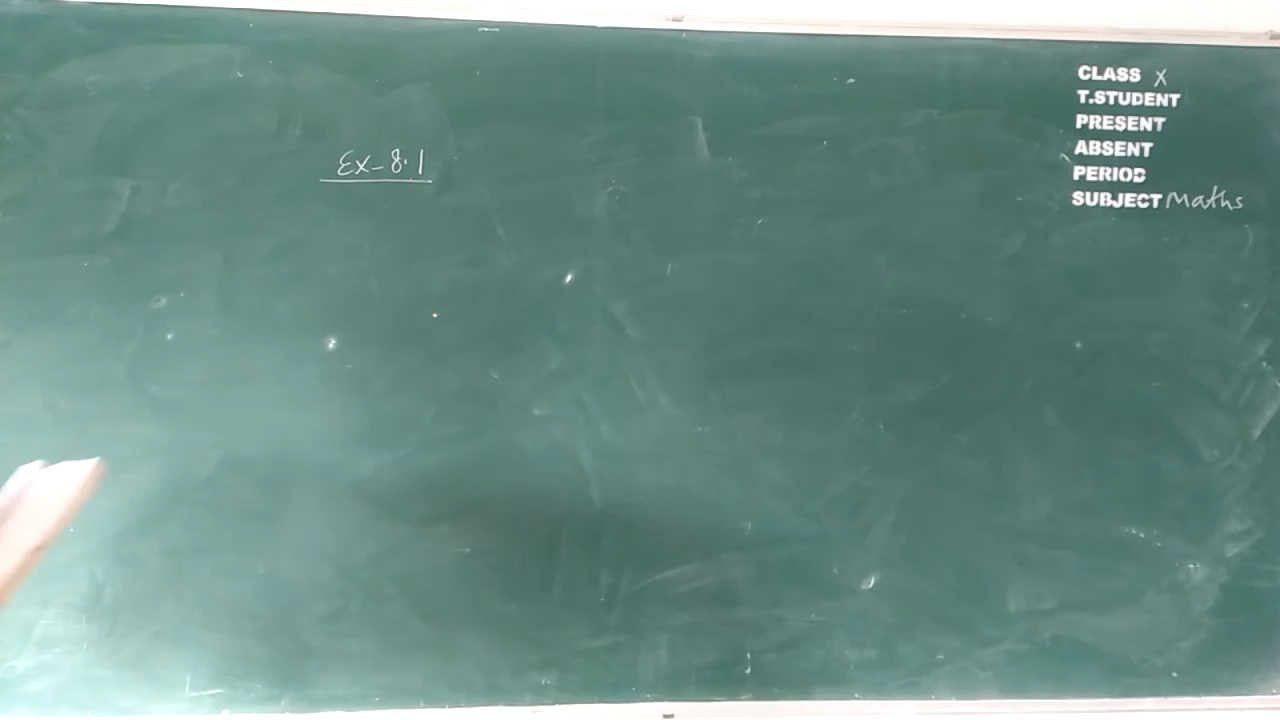 Ex-8.1
CLASS X
T.STUDENT
PRESENT
ABSENT
PERIOD
SUBJECT Maths